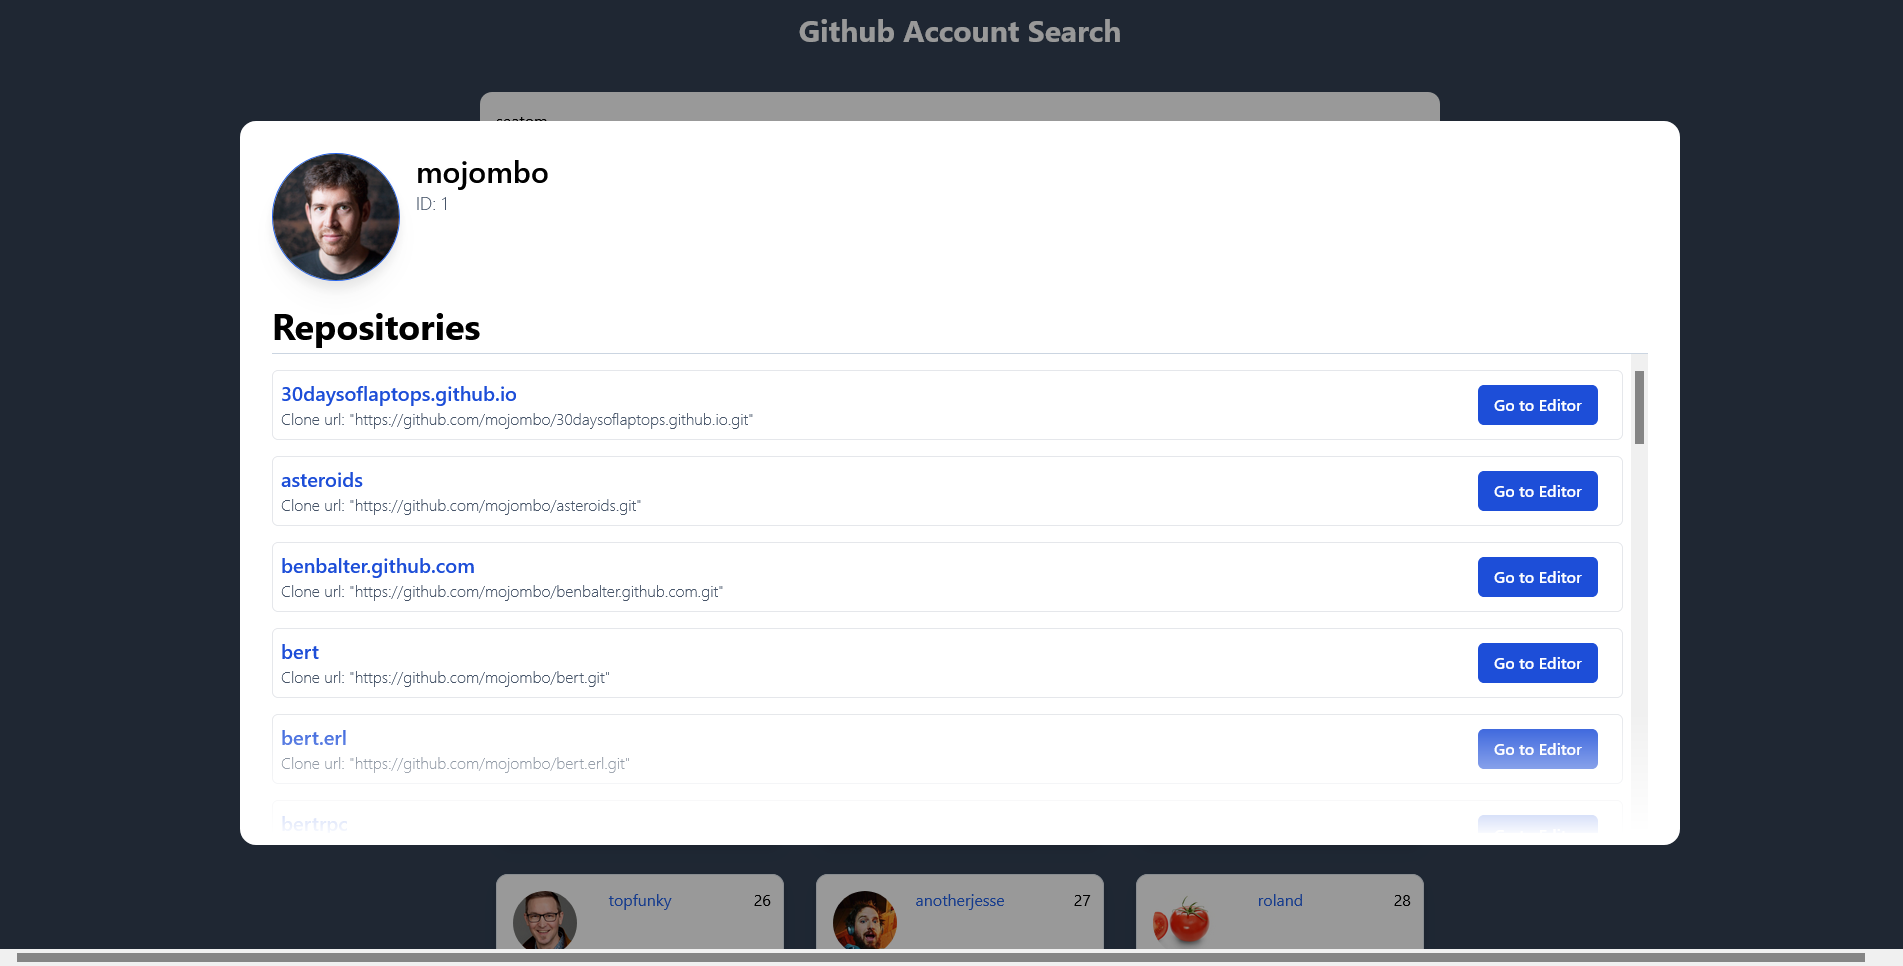 Github Account Search
mojombo
ID: 1
Repositories
30daysoflaptops.github.io
Clone url: "https://github.com/mojombo/30daysoflaptops.github.io.git"
Go to Editor
asteroids
Clone url: "https://github.com/mojombo/asteroids.git"
Go to Editor
benbalter.github.com
Clone url: "https://github.com/mojombo/benbalter.github.com.git"
Go to Editor
bert
Clone url: "https://github.com/mojombo/bert.git"
Go to Editor
bert.erl
Clone url: "https://github.com/mojombo/bert.erl.git"
Go to Editor
bertrpc
topfunky 26
anotherjesse 27
roland 28